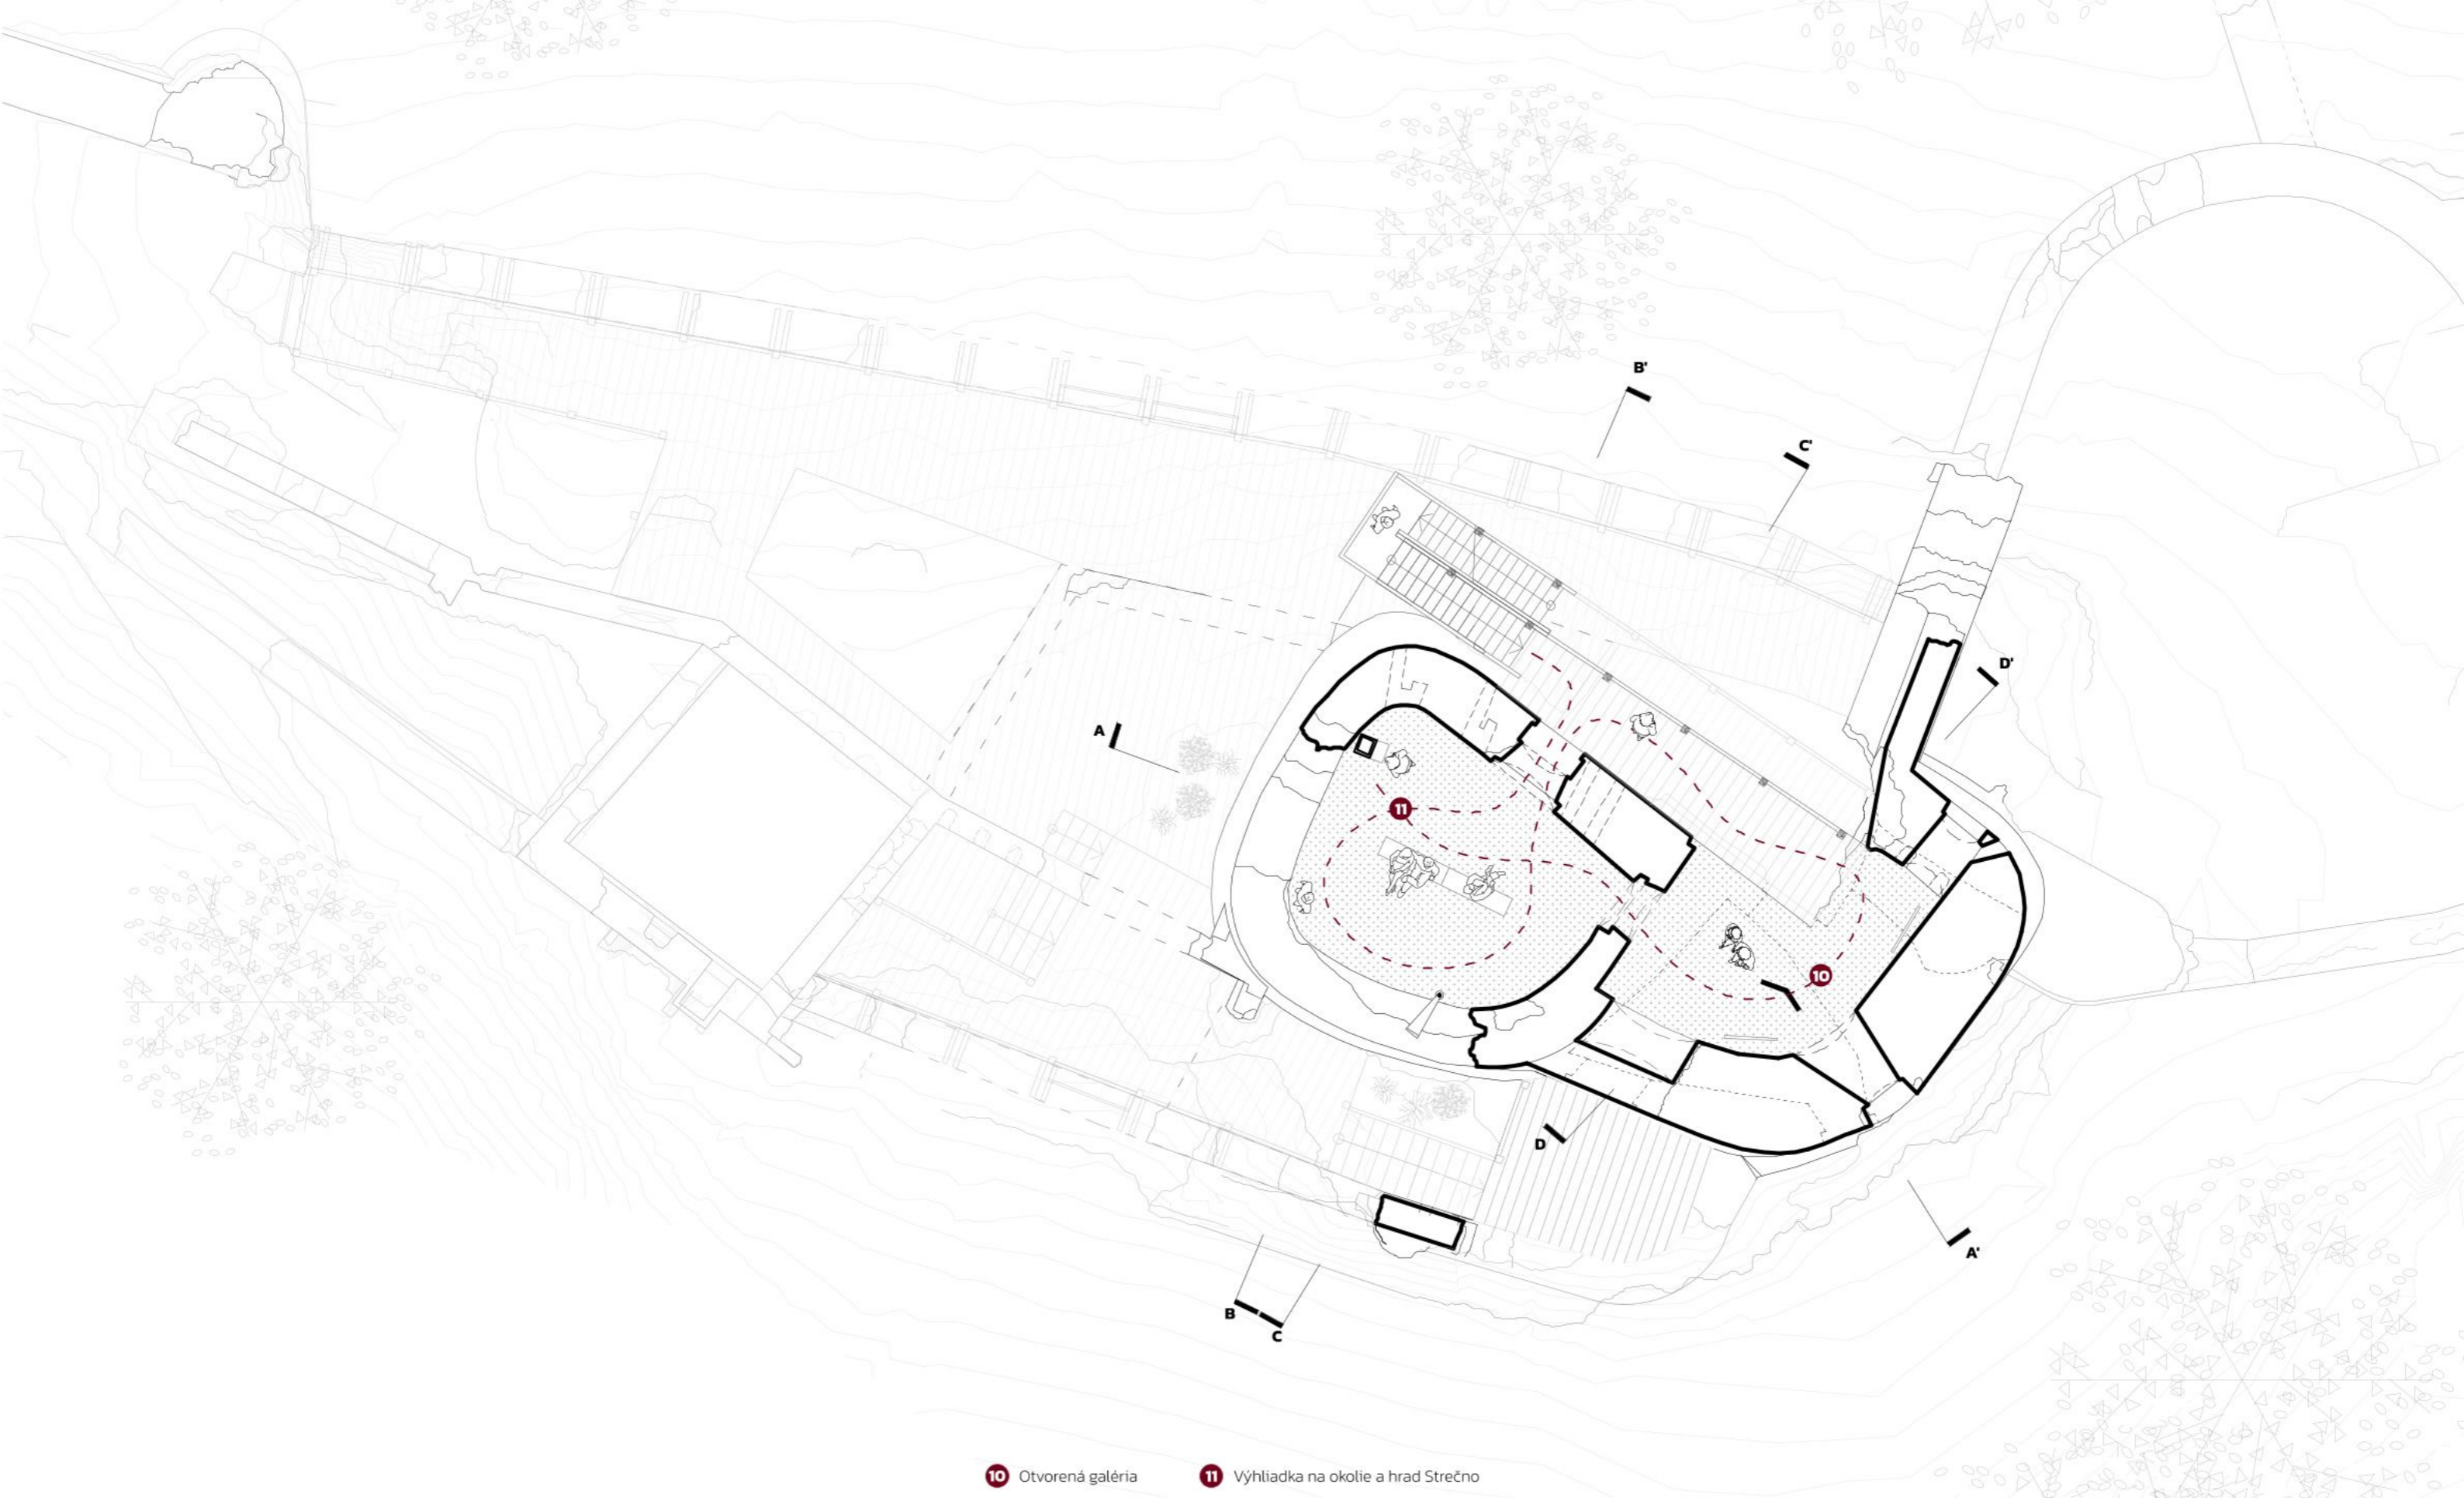 B'
C'
D'
A
11
10
D
A'
B
C
10 Otvorená galéria
11 Výhliadka na okolie a hrad Strečno